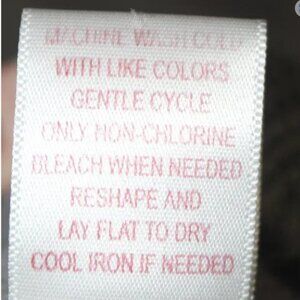 MACHINE WASH COLD
WITH LIKE COLORS
GENTLE CYCLE
ONLY NON-CHLORINE
BLEACH WHEN NEEDED
RESHAPE AND
LAY FLAT TO DRY
COOL IRON IF NEEDED